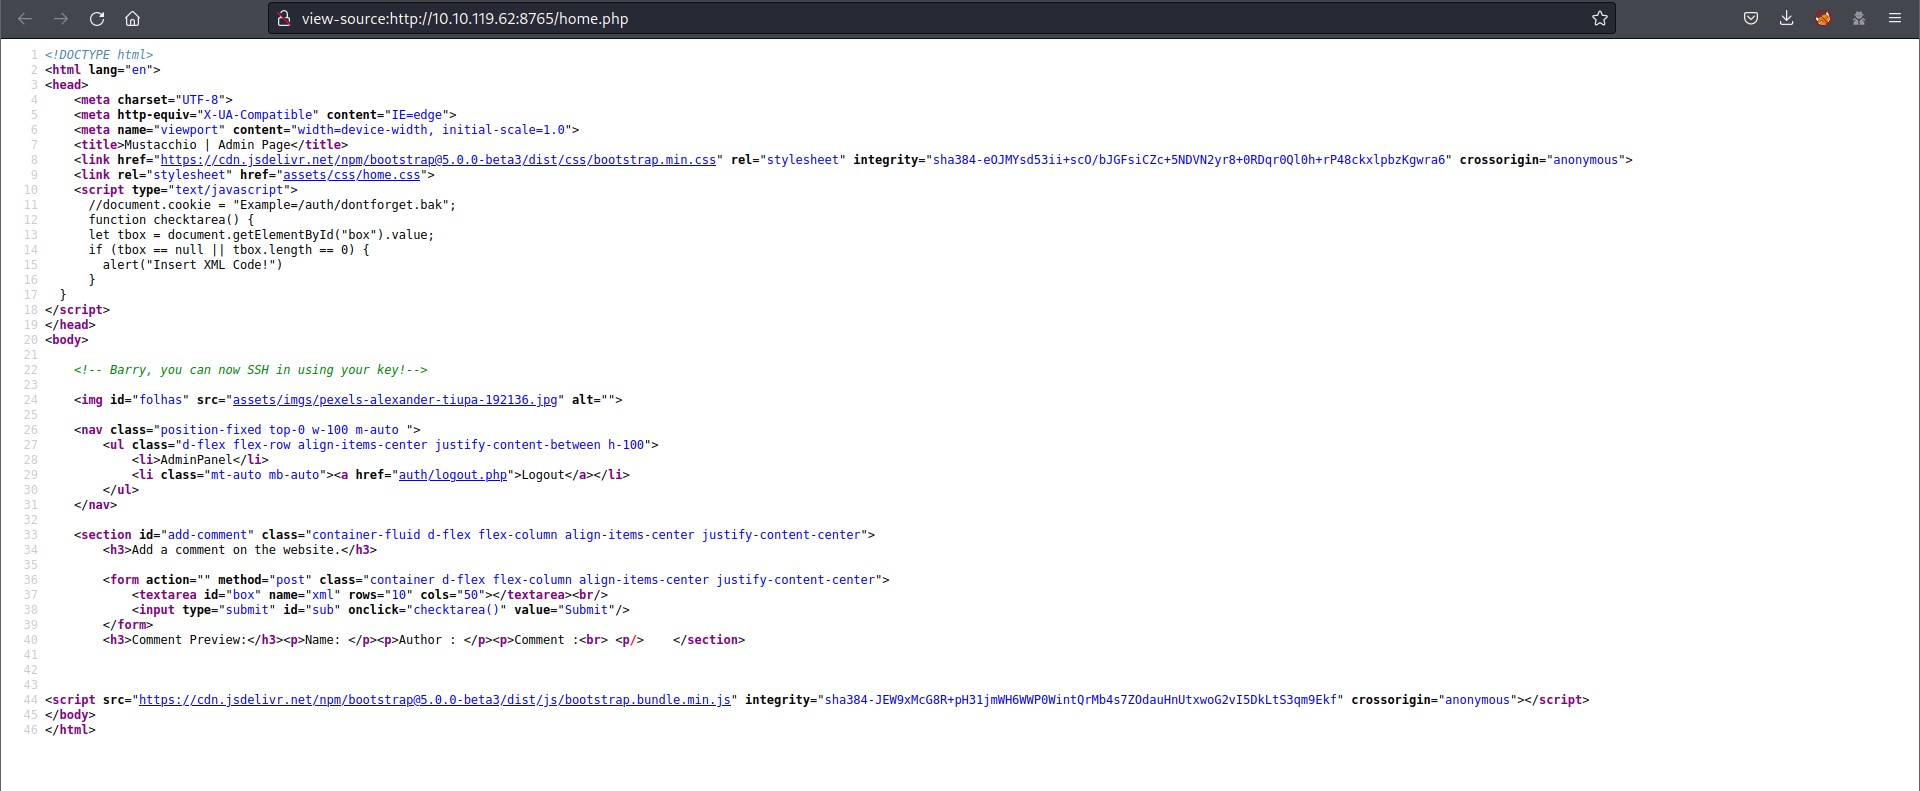 view-source:http://10.10.119.62:8765/home.php
1 <!DOCTYPE html>
2 <html lang="en">
3 <head>
4     <meta charset="UTF-8">
5     <meta http-equiv="X-UA-Compatible" content="IE=edge">
6     <meta name="viewport" content="width=device-width, initial-scale=1.0">
7     <title>Mustacchio | Admin Page</title>
8     <link href="https://cdn.jsdelivr.net/npm/bootstrap@5.0.0-beta3/dist/css/bootstrap.min.css" rel="stylesheet" integrity="sha384-eOJMYsd53ii+scO/bJGFsiCZc+5NDVN2yr8+0RDqr0Ql0h+rP48ckxlpbzKgwra6" crossorigin="anonymous">
9     <link rel="stylesheet" href="assets/css/home.css">
10     <script type="text/javascript">
11       //document.cookie = "Example=/auth/dontforget.bak";
12       function checktarea() {
13       let tbox = document.getElementById("box").value;
14       if (tbox == null || tbox.length == 0) {
15         alert("Insert XML Code!")
16       }
17   }
18 </script>
19 </head>
20 <body>
21
22     <!-- Barry, you can now SSH in using your key!-->
23
24     <img id="folhas" src="assets/imgs/pexels-alexander-tiupa-192136.jpg" alt="">
25
26     <nav class="position-fixed top-0 w-100 m-auto ">
27         <ul class="d-flex flex-row align-items-center justify-content-between h-100">
28             <li>AdminPanel</li>
29             <li class="mt-auto mb-auto"><a href="auth/logout.php">Logout</a></li>
30         </ul>
31     </nav>
32
33     <section id="add-comment" class="container-fluid d-flex flex-column align-items-center justify-content-center">
34         <h3>Add a comment on the website.</h3>
35
36         <form action="" method="post" class="container d-flex flex-column align-items-center justify-content-center">
37             <textarea id="box" name="xml" rows="10" cols="50"></textarea><br/>
38             <input type="submit" id="sub" onclick="checktarea()" value="Submit"/>
39         </form>
40         <h3>Comment Preview:</h3><p>Name: </p><p>Author : </p><p>Comment :<br> <p/>    </section>
41
42
43
44 <script src="https://cdn.jsdelivr.net/npm/bootstrap@5.0.0-beta3/dist/js/bootstrap.bundle.min.js" integrity="sha384-JEW9xMcG8R+pH31jmWH6WWP0WintQrMb4s7ZOdauHnUtxwoG2vI5DkLtS3qm9Ekf" crossorigin="anonymous"></script>
45 </body>
46 </html>